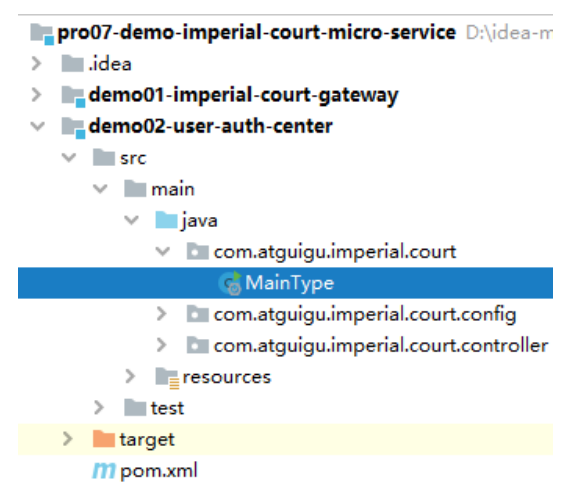 pro07-demo-imperial-court-micro-service D:\idea-m
.idea
demo01-imperial-court-gateway
demo02-user-auth-center
src
main
java
com.atguigu.imperial.court
MainType
com.atguigu.imperial.court.config
com.atguigu.imperial.court.controller
resources
test
target
pom.xml